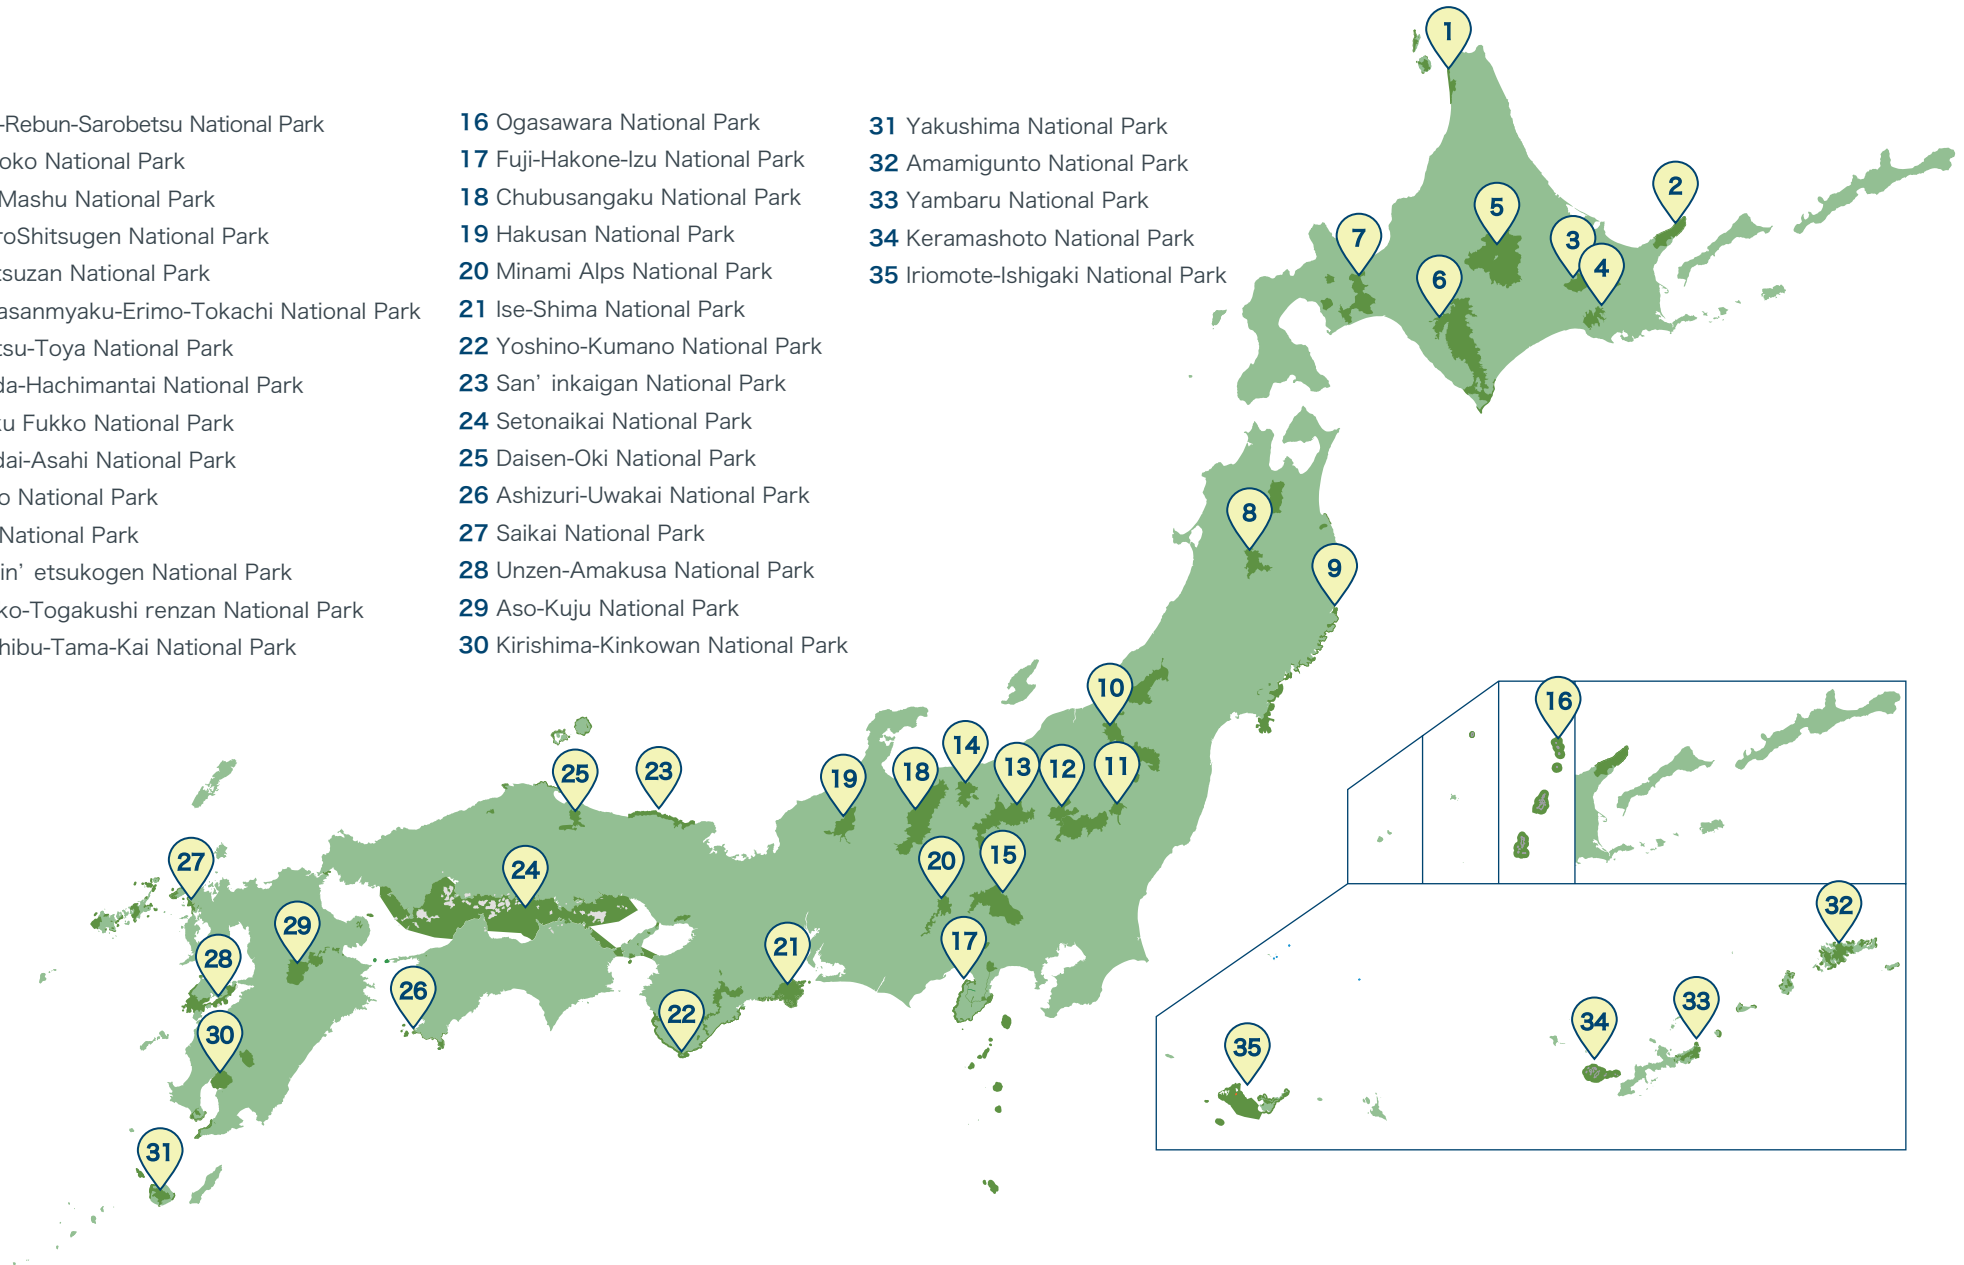 -Rebun-Sarobetsu National Park
oko National Park
Mashu National Park
roShitsugen National Park
tsuzan National Park
asanmyaku-Erimo-Tokachi National Park
tsu-Toya National Park
da-Hachimantai National Park
ku Fukko National Park
dai-Asahi National Park
o National Park
National Park
in’ etsukogen National Park
ko-Togakushi renzan National Park
hibu-Tama-Kai National Park
16 Ogasawara National Park
17 Fuji-Hakone-Izu National Park
18 Chubusangaku National Park
19 Hakusan National Park
20 Minami Alps National Park
21 Ise-Shima National Park
22 Yoshino-Kumano National Park
23 San’ inkaigan National Park
24 Setonaikai National Park
25 Daisen-Oki National Park
26 Ashizuri-Uwakai National Park
27 Saikai National Park
28 Unzen-Amakusa National Park
29 Aso-Kuju National Park
30 Kirishima-Kinkowan National Park
31 Yakushima National Park
32 Amamigunto National Park
33 Yambaru National Park
34 Keramashoto National Park
35 Iriomote-Ishigaki National Park
1
2
5
7
3
4
6
8
9
10
16
14
19
18
13
12
11
25
23
27
24
20
15
32
29
17
21
28
26
22
30
33
34
35
31